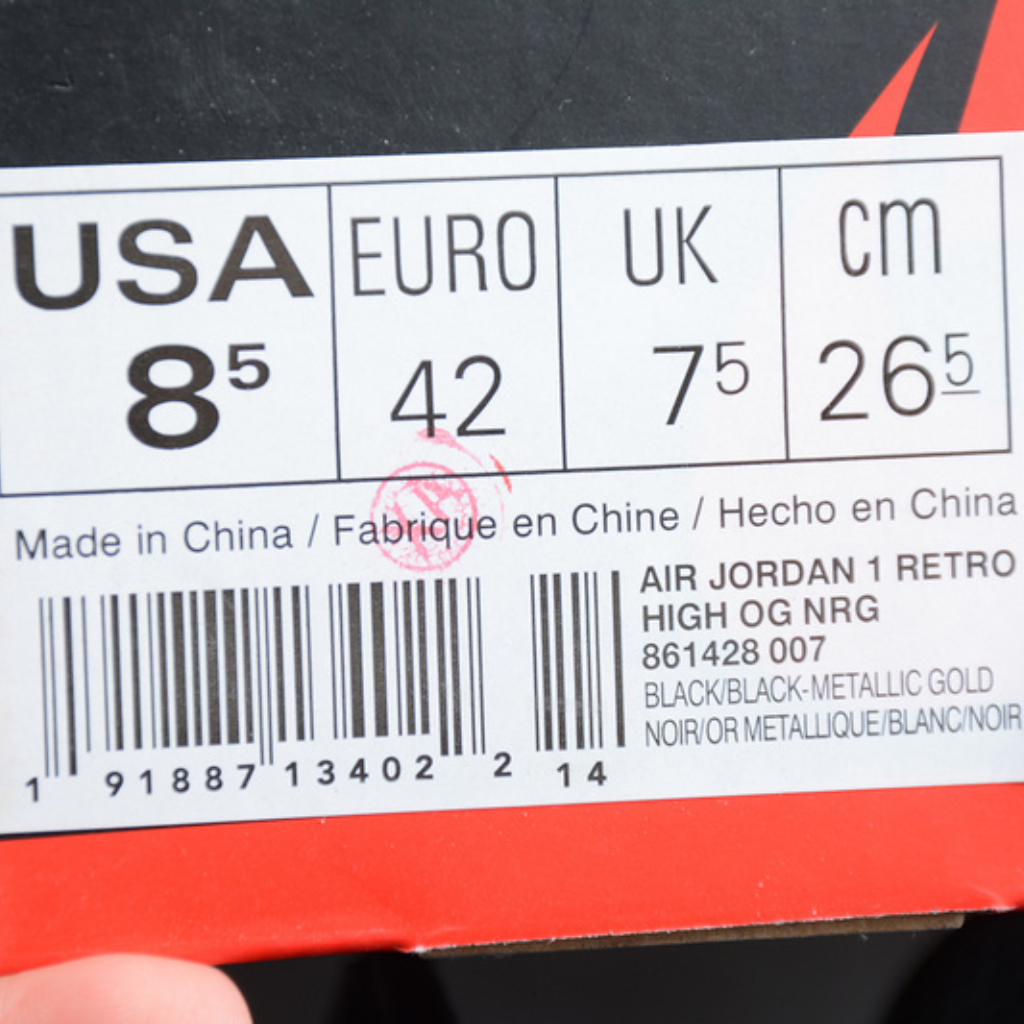 USA EURO UK cm
8⁵ 42 7⁵ 26⁵
Made in China / Fabrique en Chine / Hecho en China
AIR JORDAN 1 RETRO
HIGH OG NRG
861428 007
BLACK/BLACK-METALLIC GOLD
NOIR/OR METALLIQUE/BLANC/NOIR
1 91887 13402 2 14